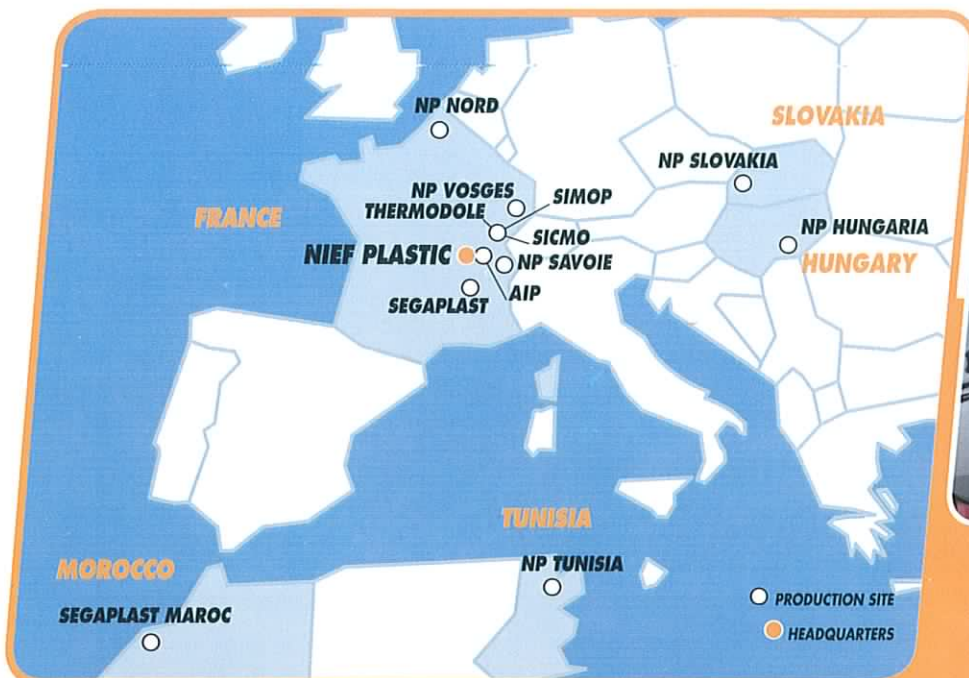 NP NORD
SLOVAKIA
NP SLOVAKIA
NP VOSGES
SIMOP
THERMODOLE
FRANCE
SICMO
NP HUNGARIA
NIEF PLASTIC
NP SAVOIE
HUNGARY
AIP
SEGAPLAST
TUNISIA
NP TUNISIA
MOROCCO
SEGAPLAST MAROC
PRODUCTION SITE
HEADQUARTERS